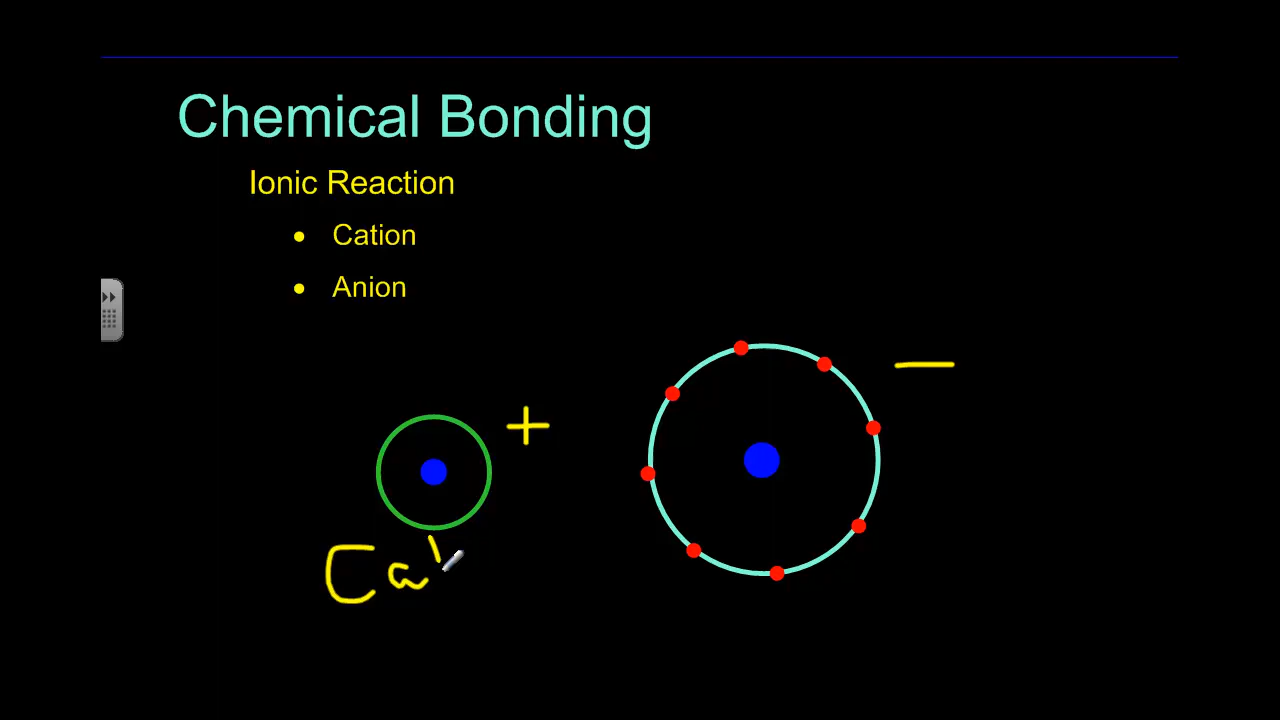 Chemical Bonding
Ionic Reaction
• Cation
• Anion
+
—
Ca